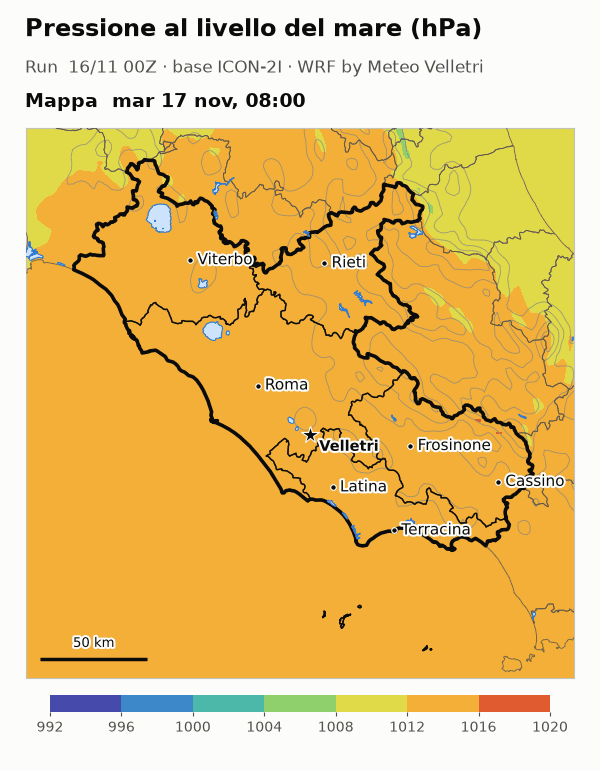 Pressione al livello del mare (hPa)
Run  16/11 00Z · base ICON-2I · WRF by Meteo Velletri
Mappa  mar 17 nov, 08:00
Viterbo
Rieti
Roma
Velletri
Frosinone
Cassino
Latina
Terracina
50 km
992 996 1000 1004 1008 1012 1016 1020